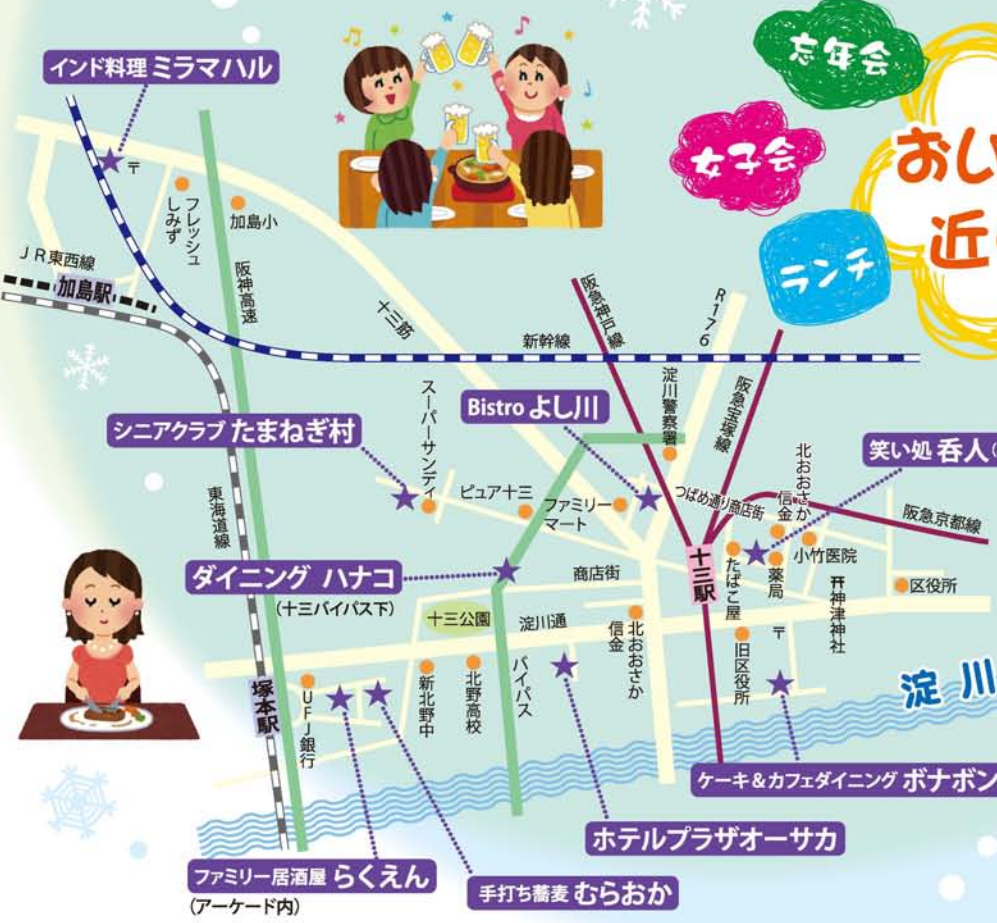 インド料理 ミラマハル
忘年会
女子会
ランチ
おい
近
〒
フレッシュ
しみず
加島小
JR東西線
加島駅
阪神高速
十三筋
新幹線
阪急神戸線
R176
阪急宝塚線
淀川警察署
Bistro よし川
シニアクラブ たまねぎ村
スーパーサンディ
ピュア十三
ファミリー
マート
つばめ通り商店街
北おおさか
信金
笑い処 呑人
阪急京都線
東海道線
ダイニング ハナコ
(十三バイパス下)
商店街
十三駅
たばこ屋
薬局
小竹医院
神津神社
区役所
十三公園
淀川通
北おおさか
信金
〒
旧区役所
塚本駅
UFJ銀行
新北野中
北野高校
バイパス
淀川
ケーキ&カフェダイニング ボナボン
ホテルプラザオーサカ
ファミリー居酒屋 らくえん
(アーケード内)
手打ち蕎麦 むらおか